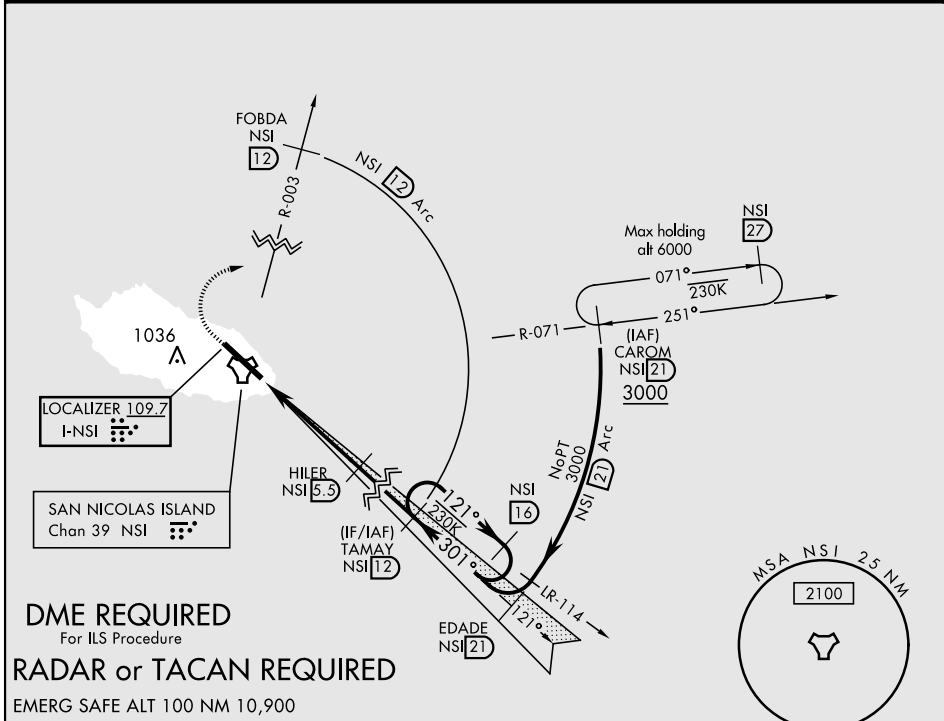 FOBDA
NSI
12
R-003
NSI 12 Arc
Max holding
alt 6000
NSI
27
071°
230K
251°
R-071
(IAF)
CAROM
NSI 21
3000
1036
LOCALIZER 109.7
I-NSI
SAN NICOLAS ISLAND
Chan 39 NSI
HILER
NSI 5.5
(IF/IAF)
TAMAY
NSI 12
121°
230K
301°
NSI
16
NoPT
3000
NSI 21 Arc
LR-114
121°
EDADE
NSI 21
MSA NSI 25 NM
2100
DME REQUIRED
For ILS Procedure
RADAR or TACAN REQUIRED
EMERG SAFE ALT 100 NM 10,900